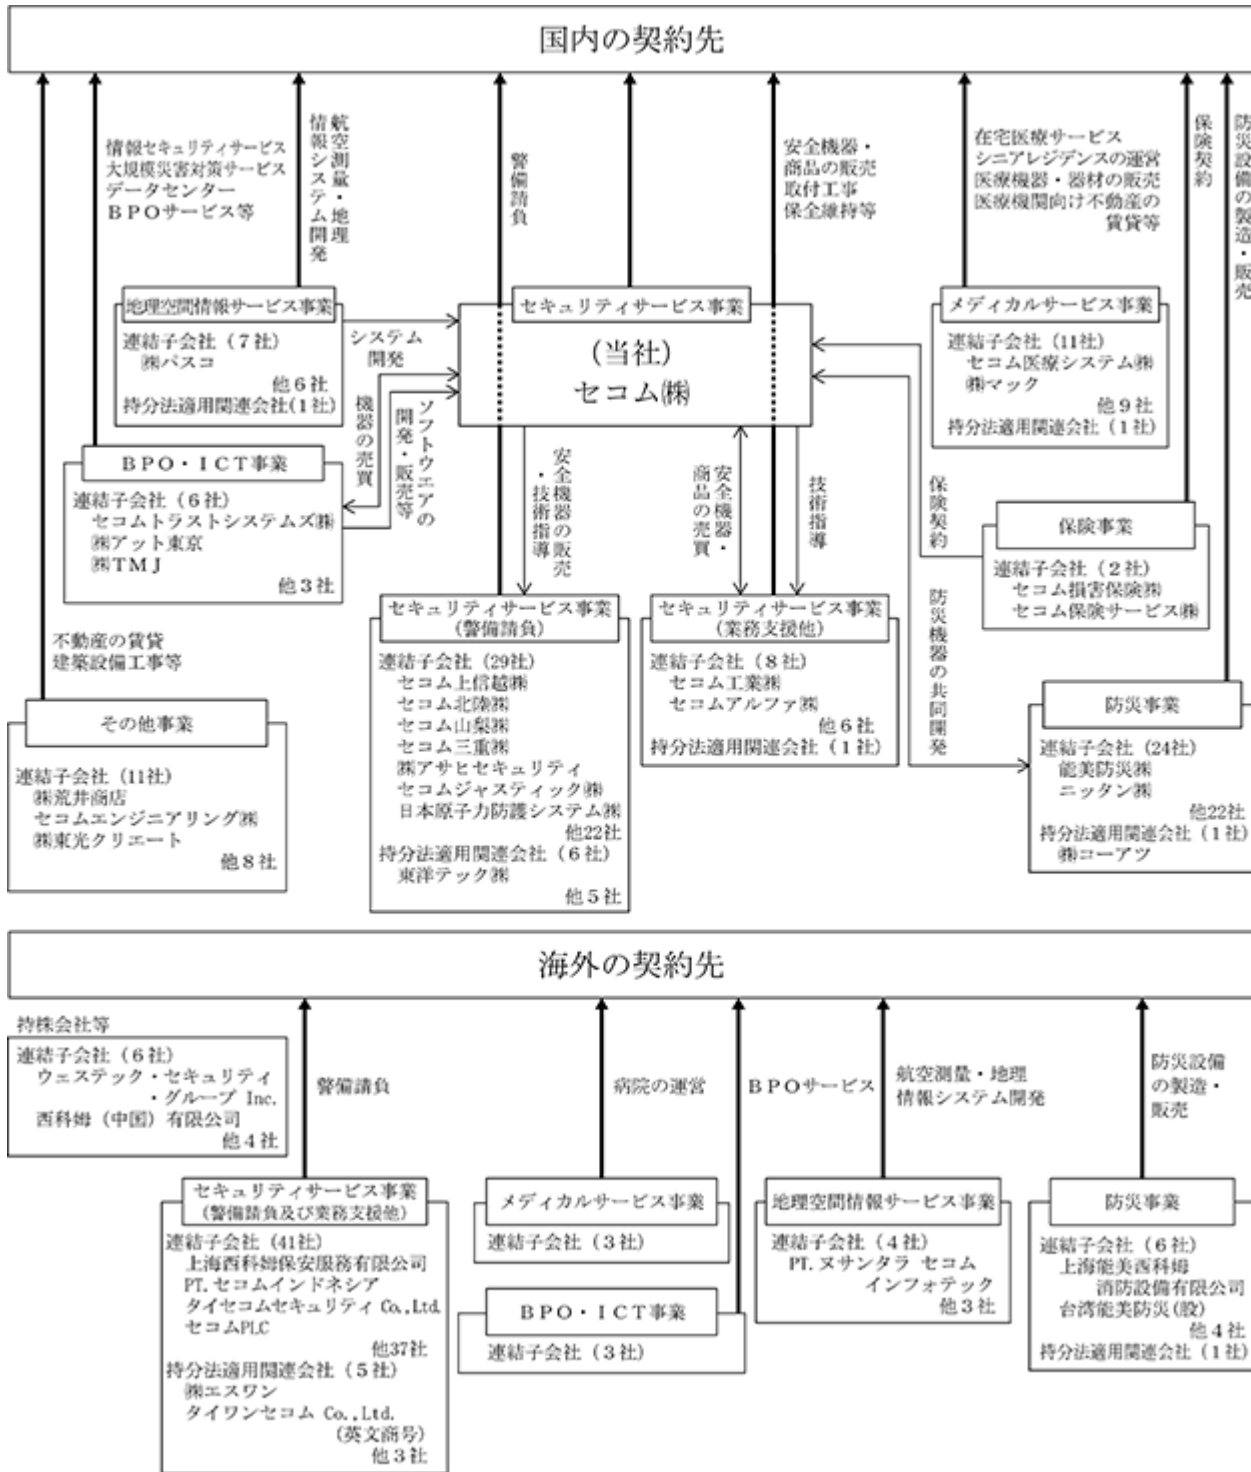 国内の契約先
情報セキュリティサービス
大規模災害対策サービス
データセンター
ＢＰＯサービス等
航空測量・地理
情報システム開発
警備請負
安全機器・
商品の販売
取付工事
保全維持等
在宅医療サービス
シニアレジデンスの運営
医療機器・器材の販売
医療機関向け不動産の
賃貸等
保険契約
防災設備の製造・販売
地理空間情報サービス事業
連結子会社（７社）
㈱パスコ
他６社
持分法適用関連会社(１社)
システム
開発
セキュリティサービス事業
（当社）
セコム㈱
メディカルサービス事業
連結子会社（11社）
セコム医療システム㈱
㈱マック
他９社
持分法適用関連会社（１社）
機器の売買
ソフトウエアの
開発・販売等
ＢＰＯ・ＩＣＴ事業
連結子会社（６社）
セコムトラストシステムズ㈱
㈱アット東京
㈱ＴＭＪ
他３社
安全機器の販売
・技術指導
安全機器・
商品の売買
技術指導
保険契約
保険事業
連結子会社（２社）
セコム損害保険㈱
セコム保険サービス㈱
防災機器の共同開発
不動産の賃貸
建築設備工事等
その他事業
連結子会社（11社）
㈱荒井商店
セコムエンジニアリング㈱
㈱東光クリエート
他８社
セキュリティサービス事業
（警備請負）
連結子会社（29社）
セコム上信越㈱
セコム北陸㈱
セコム山梨㈱
セコム三重㈱
㈱アサヒセキュリティ
セコムジャスティック㈱
日本原子力防護システム㈱
他22社
持分法適用関連会社（６社）
東洋テック㈱
他５社
セキュリティサービス事業
（業務支援他）
連結子会社（８社）
セコム工業㈱
セコムアルファ㈱
他６社
持分法適用関連会社（１社）
防災事業
連結子会社（24社）
能美防災㈱
ニッタン㈱
他22社
持分法適用関連会社（１社）
㈱コーアツ
海外の契約先
持株会社等
連結子会社（６社）
ウェステック・セキュリティ
・グループ Inc.
西科姆（中国）有限公司
他４社
警備請負
病院の運営
ＢＰＯサービス
航空測量・地理
情報システム開発
防災設備
の製造・
販売
セキュリティサービス事業
（警備請負及び業務支援他）
連結子会社（41社）
上海西科姆保安服務有限公司
PT.セコムインドネシア
タイセコムセキュリティ Co.,Ltd.
セコムPLC
他37社
持分法適用関連会社（５社）
㈱エスワン
タイワンセコム Co.,Ltd.
(英文商号)
他３社
メディカルサービス事業
連結子会社（３社）
ＢＰＯ・ＩＣＴ事業
連結子会社（３社）
地理空間情報サービス事業
連結子会社（４社）
PT.ヌサンタラ セコム
インフォテック
他３社
防災事業
連結子会社（６社）
上海能美西科姆
消防設備有限公司
台湾能美防災(股)
他４社
持分法適用関連会社（１社）